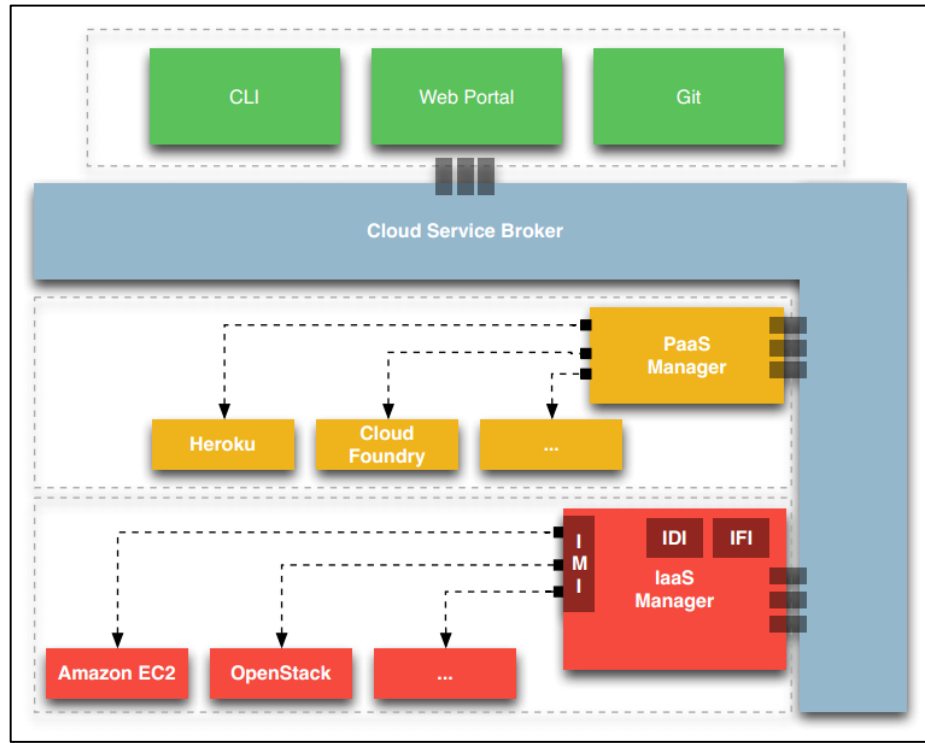 CLI
Web Portal
Git
Cloud Service Broker
PaaS
Manager
Heroku
Cloud
Foundry
...
I
M
I
IDI
IFI
IaaS
Manager
Amazon EC2
OpenStack
...